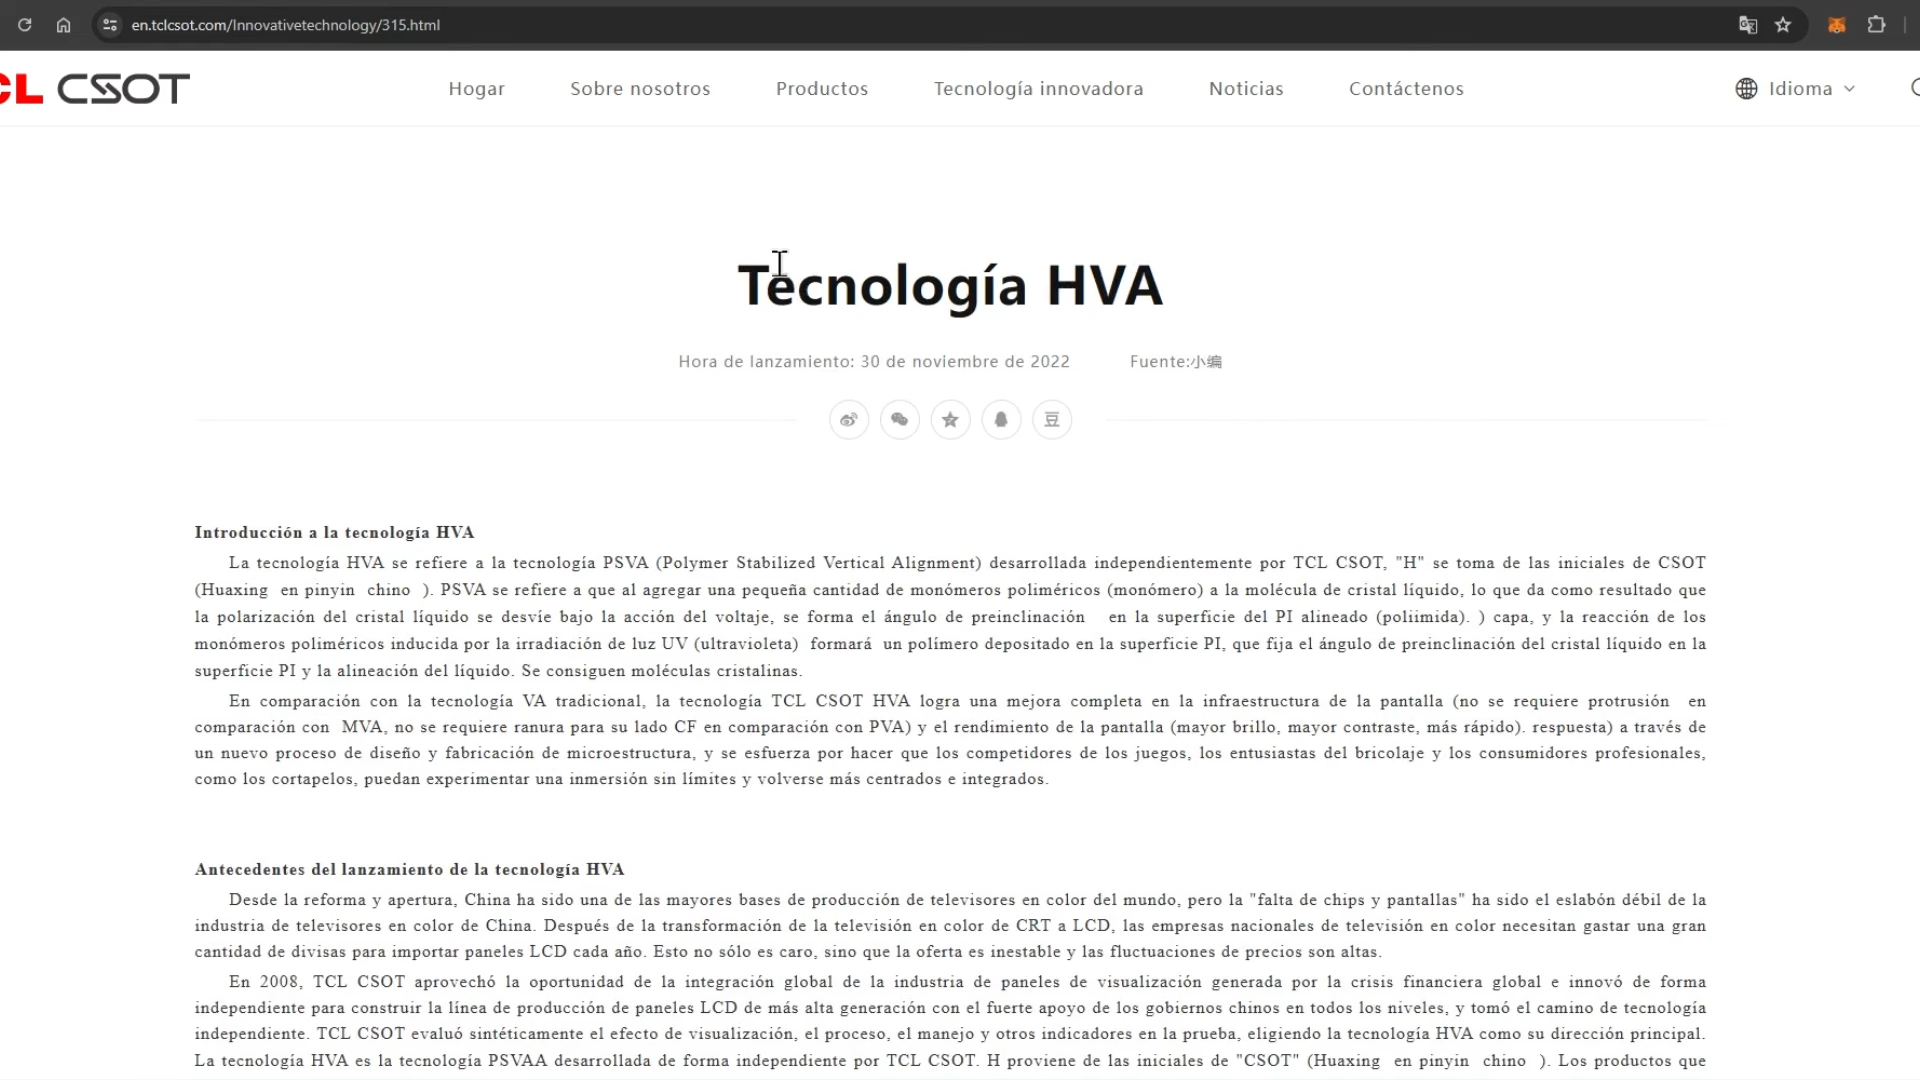 en.tclcsot.com/Innovativetechnology/315.html
CL CSOT
Hogar Sobre nosotros Productos Tecnología innovadora Noticias Contáctenos Idioma
Tecnología HVA
Hora de lanzamiento: 30 de noviembre de 2022 Fuente:小编
豆
Introducción a la tecnología HVA
La tecnología HVA se refiere a la tecnología PSVA (Polymer Stabilized Vertical Alignment) desarrollada independientemente por TCL CSOT, "H" se toma de las iniciales de CSOT
(Huaxing en pinyin chino ). PSVA se refiere a que al agregar una pequeña cantidad de monómeros poliméricos (monómero) a la molécula de cristal líquido, lo que da como resultado que
la polarización del cristal líquido se desvíe bajo la acción del voltaje, se forma el ángulo de preinclinación en la superficie del PI alineado (poliimida). ) capa, y la reacción de los
monómeros poliméricos inducida por la irradiación de luz UV (ultravioleta) formará un polímero depositado en la superficie PI, que fija el ángulo de preinclinación del cristal líquido en la
superficie PI y la alineación del líquido. Se consiguen moléculas cristalinas.
En comparación con la tecnología VA tradicional, la tecnología TCL CSOT HVA logra una mejora completa en la infraestructura de la pantalla (no se requiere protrusión en
comparación con MVA, no se requiere ranura para su lado CF en comparación con PVA) y el rendimiento de la pantalla (mayor brillo, mayor contraste, más rápido). respuesta) a través de
un nuevo proceso de diseño y fabricación de microestructura, y se esfuerza por hacer que los competidores de los juegos, los entusiastas del bricolaje y los consumidores profesionales,
como los cortapelos, puedan experimentar una inmersión sin límites y volverse más centrados e integrados.
Antecedentes del lanzamiento de la tecnología HVA
Desde la reforma y apertura, China ha sido una de las mayores bases de producción de televisores en color del mundo, pero la "falta de chips y pantallas" ha sido el eslabón débil de la
industria de televisores en color de China. Después de la transformación de la televisión en color de CRT a LCD, las empresas nacionales de televisión en color necesitan gastar una gran
cantidad de divisas para importar paneles LCD cada año. Esto no sólo es caro, sino que la oferta es inestable y las fluctuaciones de precios son altas.
En 2008, TCL CSOT aprovechó la oportunidad de la integración global de la industria de paneles de visualización generada por la crisis financiera global e innovó de forma
independiente para construir la línea de producción de paneles LCD de más alta generación con el fuerte apoyo de los gobiernos chinos en todos los niveles, y tomó el camino de tecnología
independiente. TCL CSOT evaluó sintéticamente el efecto de visualización, el proceso, el manejo y otros indicadores en la prueba, eligiendo la tecnología HVA como su dirección principal.
La tecnología HVA es la tecnología PSVAA desarrollada de forma independiente por TCL CSOT. H proviene de las iniciales de "CSOT" (Huaxing en pinyin chino ). Los productos que